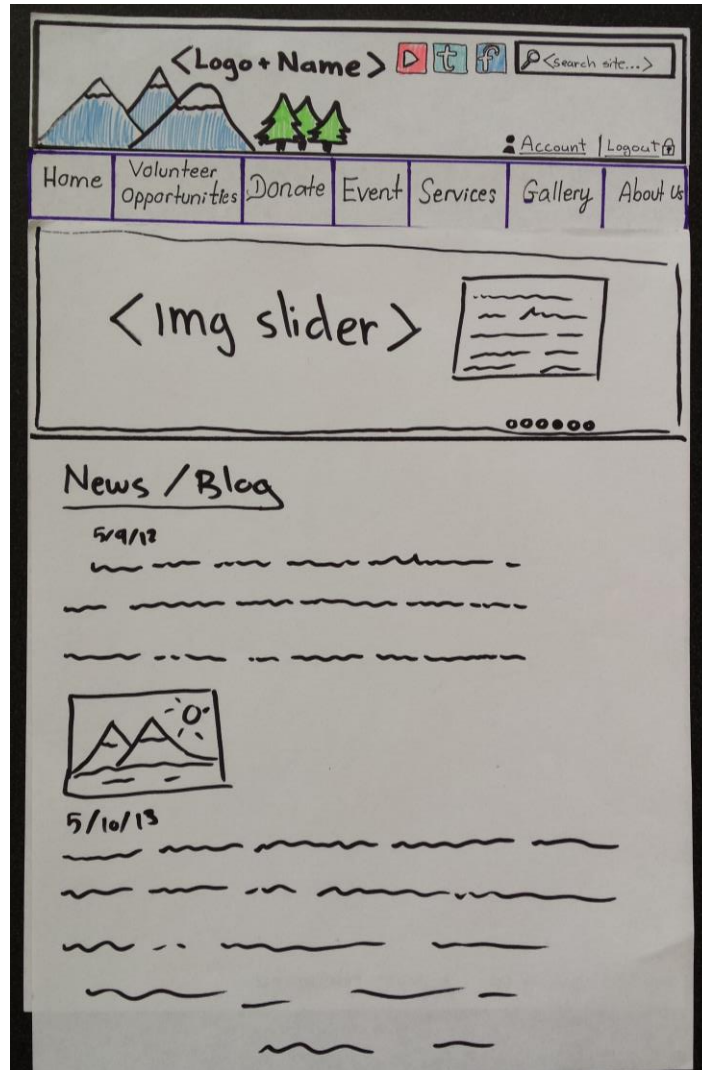 <Logo + Name> t f <search site...>
Account | Logout
Home Volunteer Opportunities Donate Event Services Gallery About Us
<Img slider>
News / Blog
5/9/13
5/10/13